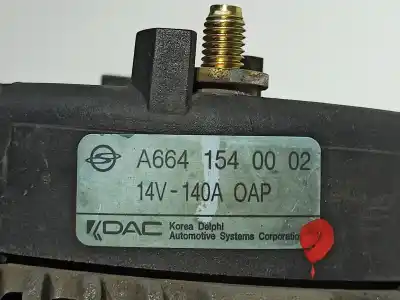 A664 154 00 02
14V-140A OAP
KDAC Korea Delphi
Automotive Systems Corporation